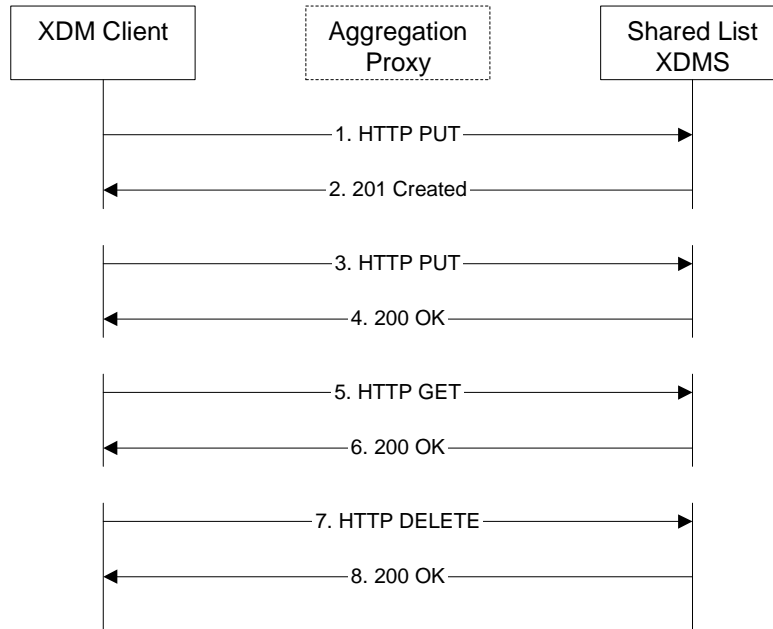 XDM Client
Aggregation
Proxy
Shared List
XDMS
1. HTTP PUT
2. 201 Created
3. HTTP PUT
4. 200 OK
5. HTTP GET
6. 200 OK
7. HTTP DELETE
8. 200 OK